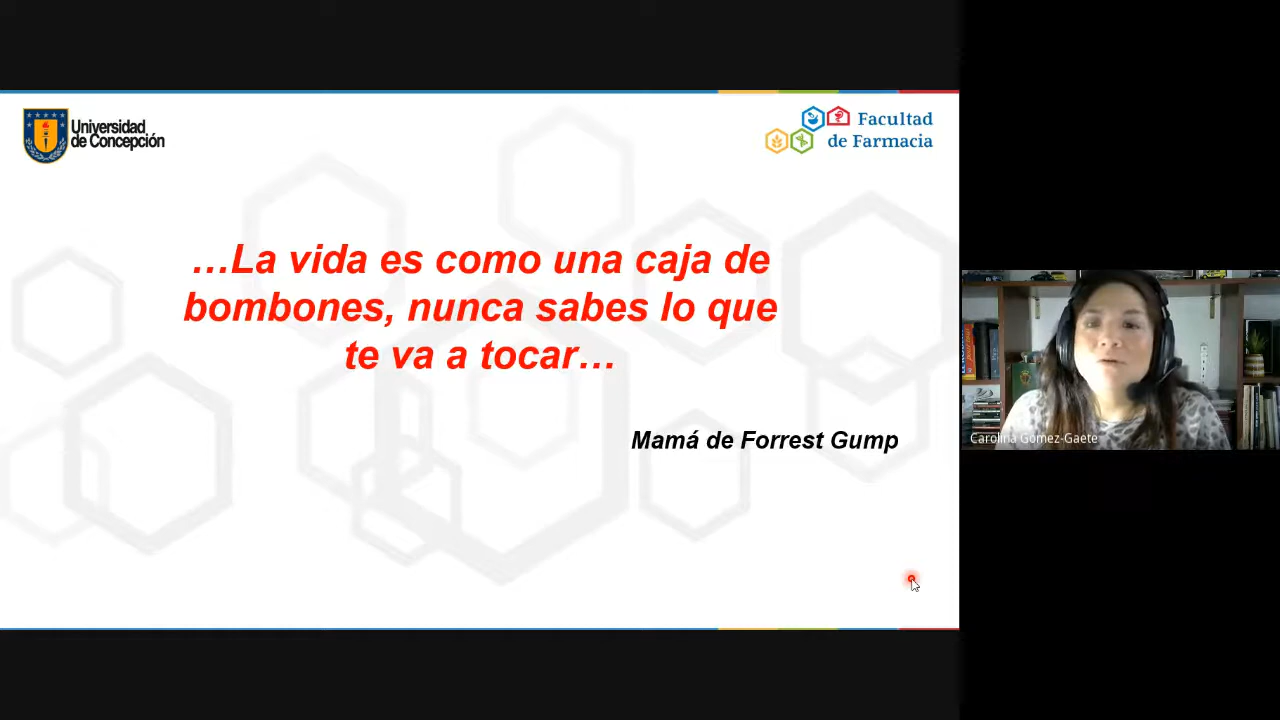 Universidad
de Concepción
Facultad
de Farmacia
…La vida es como una caja de
bombones, nunca sabes lo que
te va a tocar…
Mamá de Forrest Gump
Carolina Gómez-Gaete